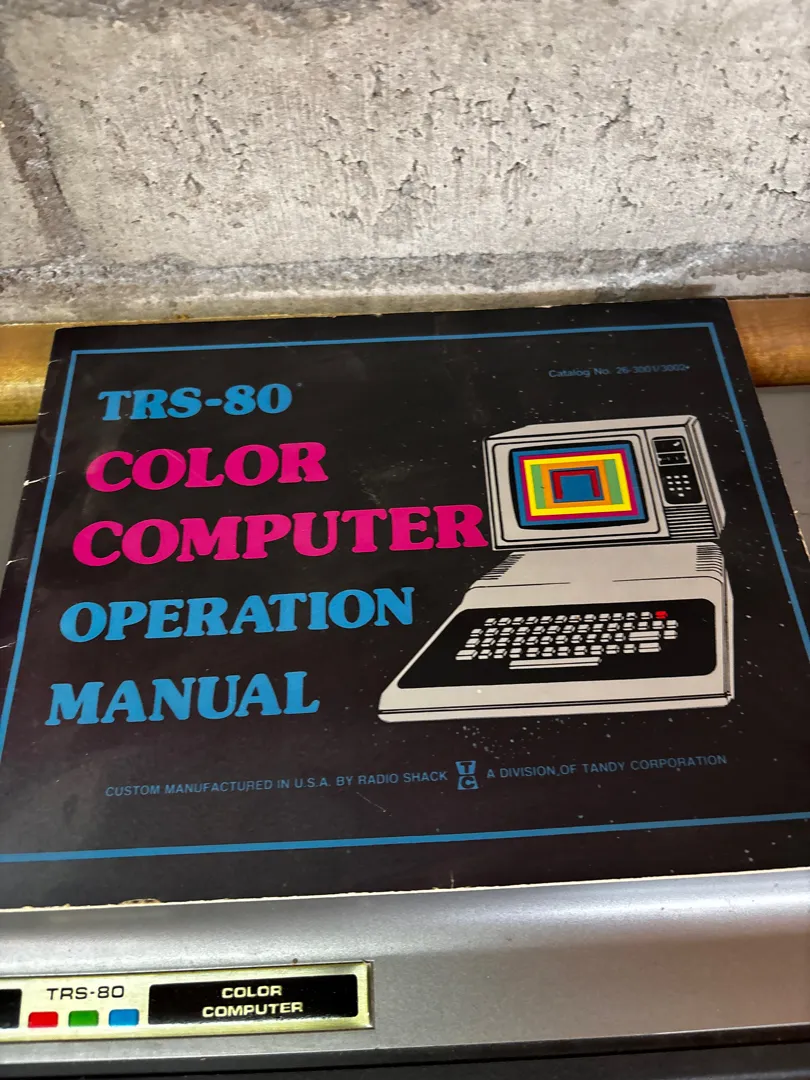 Catalog No. 26-3001/3002
TRS-80
COLOR
COMPUTER
OPERATION
MANUAL
CUSTOM MANUFACTURED IN U.S.A. BY RADIO SHACK TC A DIVISION OF TANDY CORPORATION
TRS-80
COLOR
COMPUTER